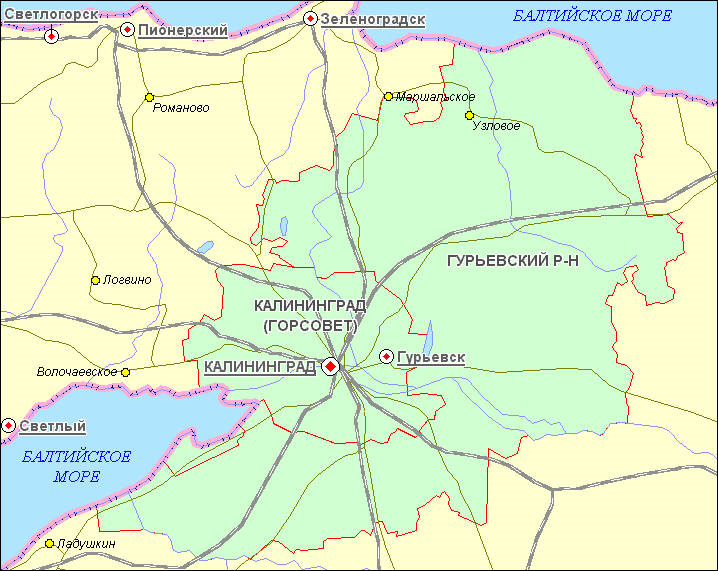 Светлогорск
Пионерский
Зеленоградск
БАЛТИЙСКОЕ МОРЕ
Романово
Маршальское
Узловое
ГУРЬЕВСКИЙ Р-Н
Логвино
КАЛИНИНГРАД
(ГОРСОВЕТ)
Гурьевск
КАЛИНИНГРАД
Волочаевское
Светлый
БАЛТИЙСКОЕ
МОРЕ
Ладушкин